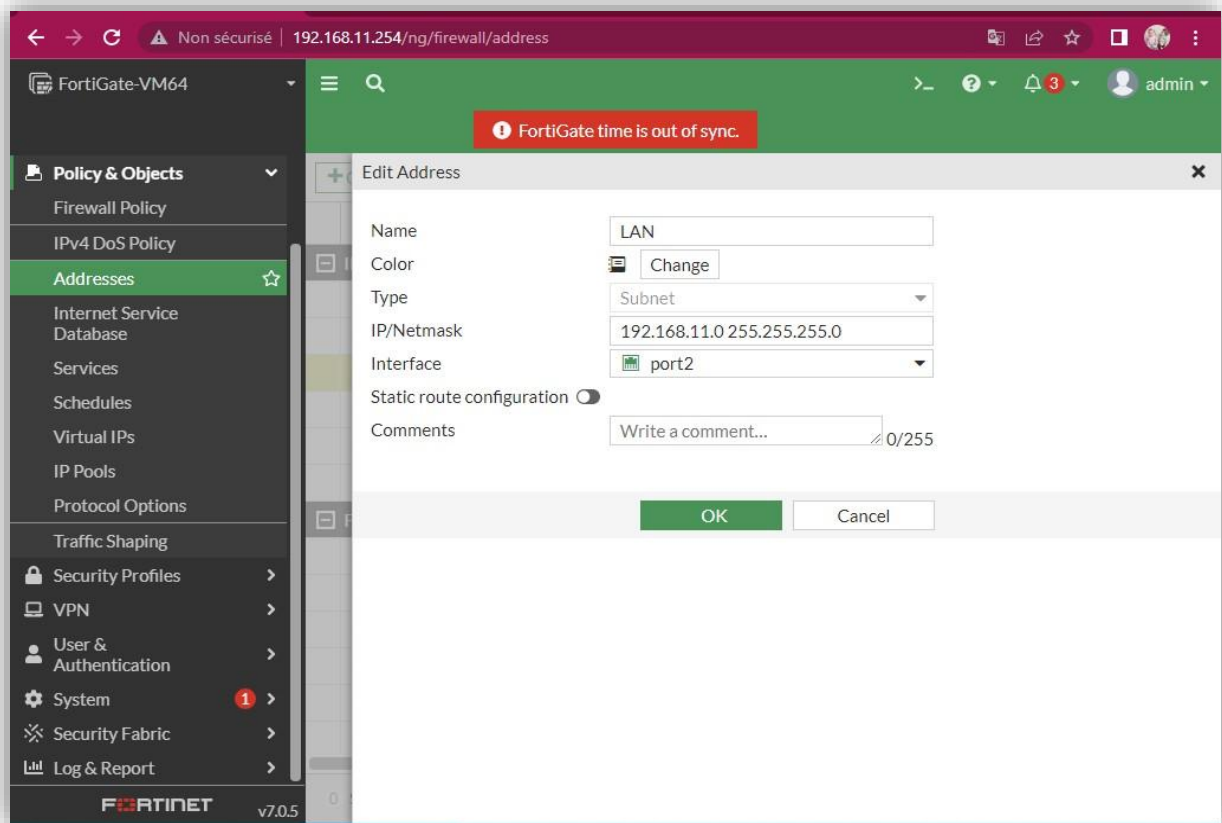 Non sécurisé | 192.168.11.254/ng/firewall/address
FortiGate-VM64
>_
3
admin
FortiGate time is out of sync.
Policy & Objects
Firewall Policy
IPv4 DoS Policy
Addresses
Internet Service
Database
Services
Schedules
Virtual IPs
IP Pools
Protocol Options
Traffic Shaping
Security Profiles
VPN
User &
Authentication
System 1
Security Fabric
Log & Report
FORTINET v7.0.5
Edit Address
Name LAN
Color Change
Type Subnet
IP/Netmask 192.168.11.0 255.255.255.0
Interface port2
Static route configuration
Comments Write a comment... 0/255
OK Cancel
0